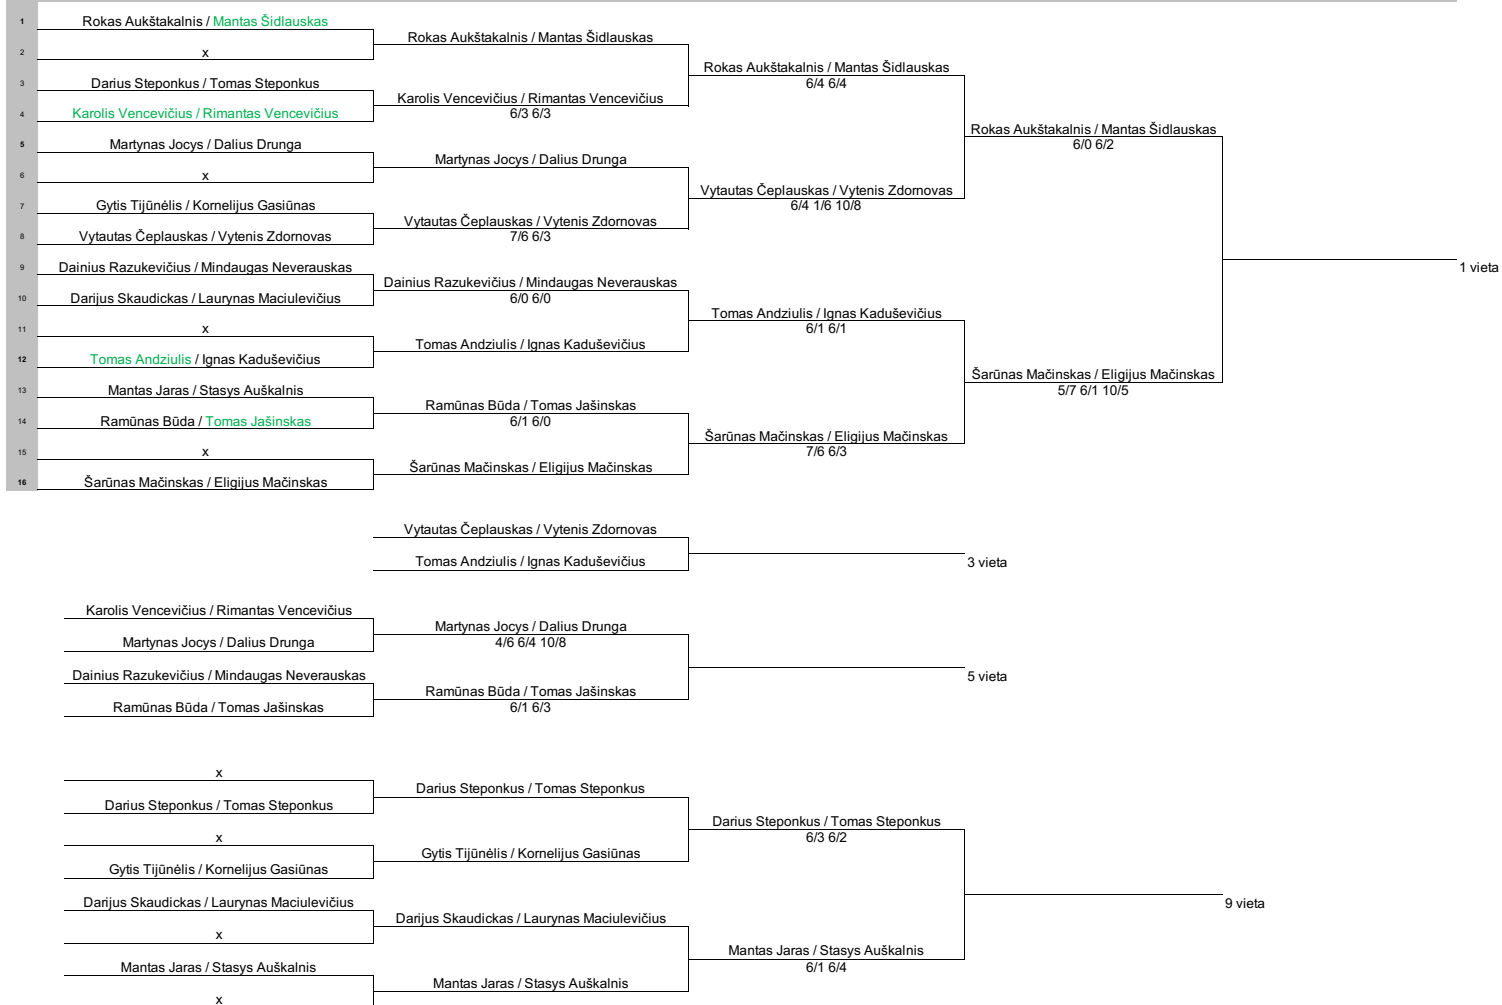 1 Rokas Aukštakalnis / Mantas Šidlauskas
Rokas Aukštakalnis / Mantas Šidlauskas
2 x
Rokas Aukštakalnis / Mantas Šidlauskas
6/4 6/4
3 Darius Steponkus / Tomas Steponkus
Karolis Vencevičius / Rimantas Vencevičius
6/3 6/3
4 Karolis Vencevičius / Rimantas Vencevičius
Rokas Aukštakalnis / Mantas Šidlauskas
6/0 6/2
5 Martynas Jocys / Dalius Drunga
Martynas Jocys / Dalius Drunga
6 x
Vytautas Čeplauskas / Vytenis Zdornovas
6/4 1/6 10/8
7 Gytis Tijūnėlis / Kornelijus Gasiūnas
Vytautas Čeplauskas / Vytenis Zdornovas
7/6 6/3
8 Vytautas Čeplauskas / Vytenis Zdornovas
1 vieta
9 Dainius Razukevičius / Mindaugas Neverauskas
Dainius Razukevičius / Mindaugas Neverauskas
6/0 6/0
10 Darijus Skaudickas / Laurynas Maciulevičius
Tomas Andziulis / Ignas Kaduševičius
6/1 6/1
11 x
Tomas Andziulis / Ignas Kaduševičius
12 Tomas Andziulis / Ignas Kaduševičius
Šarūnas Mačinskas / Eligijus Mačinskas
5/7 6/1 10/5
13 Mantas Jaras / Stasys Auškalnis
Ramūnas Būda / Tomas Jašinskas
6/1 6/0
14 Ramūnas Būda / Tomas Jašinskas
Šarūnas Mačinskas / Eligijus Mačinskas
7/6 6/3
15 x
Šarūnas Mačinskas / Eligijus Mačinskas
16 Šarūnas Mačinskas / Eligijus Mačinskas
Vytautas Čeplauskas / Vytenis Zdornovas
Tomas Andziulis / Ignas Kaduševičius
3 vieta
Karolis Vencevičius / Rimantas Vencevičius
Martynas Jocys / Dalius Drunga
4/6 6/4 10/8
Martynas Jocys / Dalius Drunga
Dainius Razukevičius / Mindaugas Neverauskas
5 vieta
Ramūnas Būda / Tomas Jašinskas
6/1 6/3
Ramūnas Būda / Tomas Jašinskas
x
Darius Steponkus / Tomas Steponkus
Darius Steponkus / Tomas Steponkus
Darius Steponkus / Tomas Steponkus
6/3 6/2
x
Gytis Tijūnėlis / Kornelijus Gasiūnas
Gytis Tijūnėlis / Kornelijus Gasiūnas
Darijus Skaudickas / Laurynas Maciulevičius
9 vieta
Darijus Skaudickas / Laurynas Maciulevičius
x
Mantas Jaras / Stasys Auškalnis
6/1 6/4
Mantas Jaras / Stasys Auškalnis
Mantas Jaras / Stasys Auškalnis
x